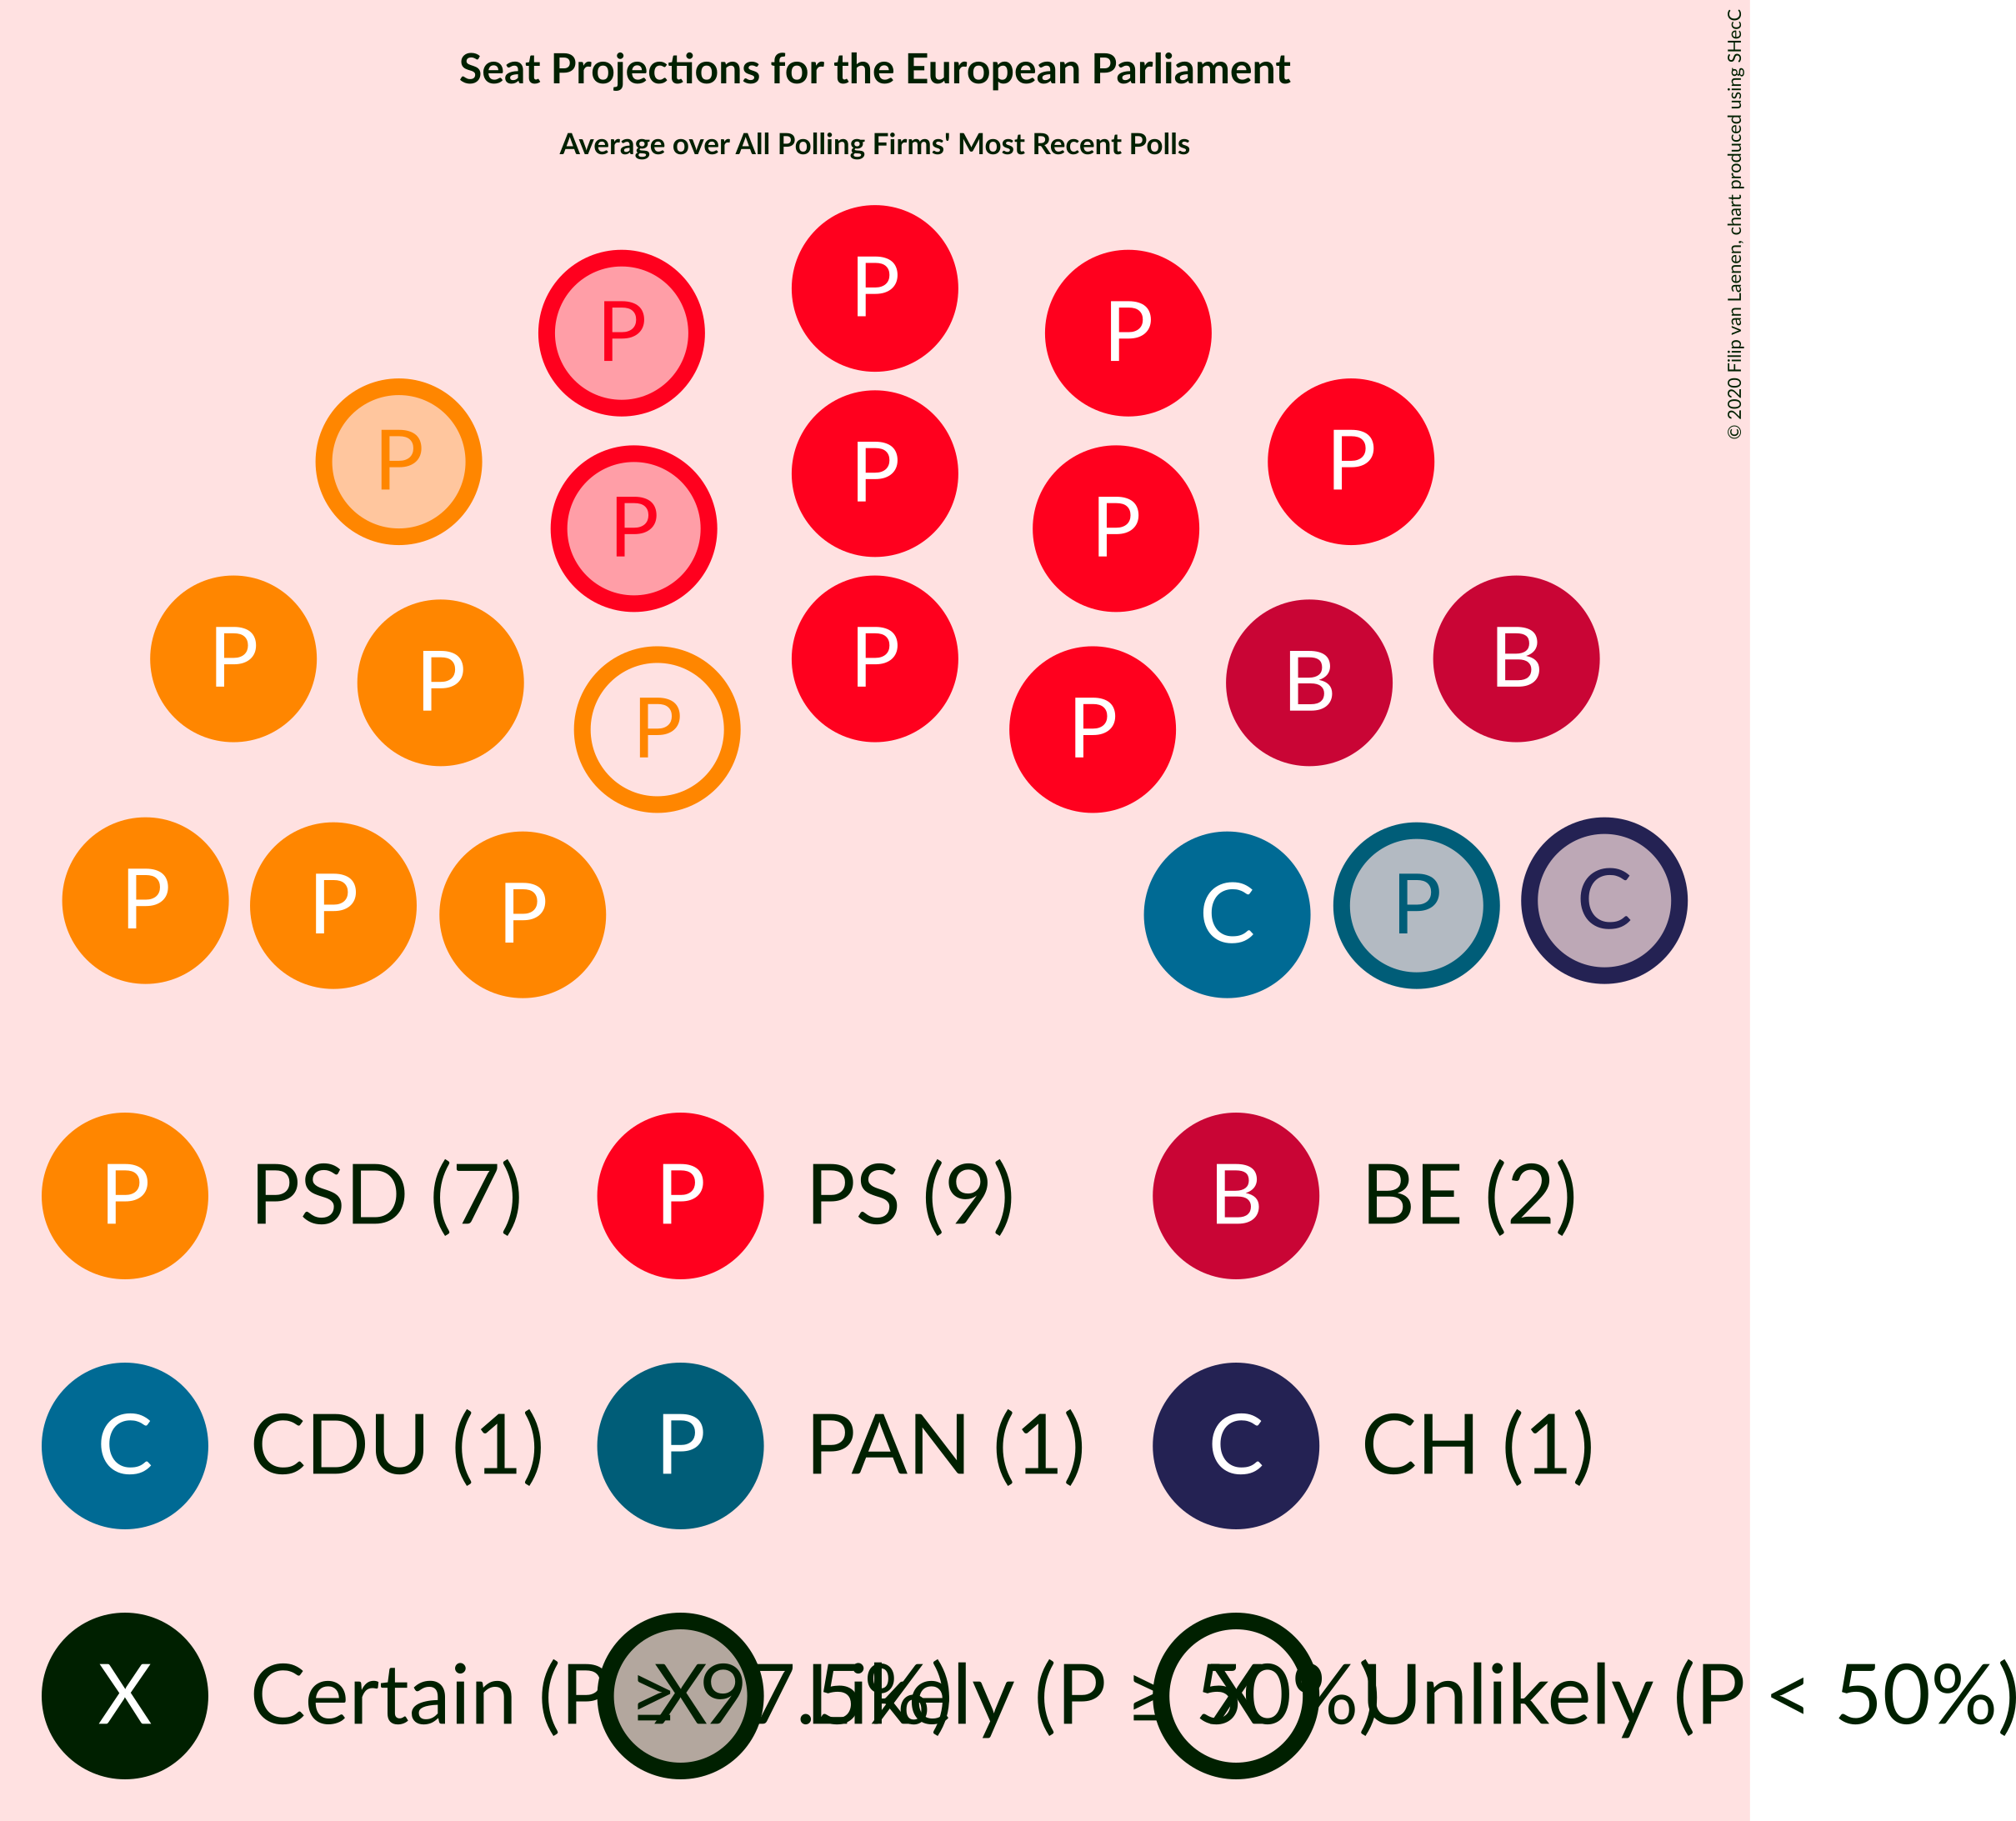 Seat Projections for the European Parliament
Average over All Polling Firms' Most Recent Polls
© 2020 Filip van Laenen, chart produced using SHecC
P
P P
P P
P
P P
P P
B B
P P P P P
P P P C P C
P PSD (7) P PS (9) B BE (2)
C CDU (1) P PAN (1) C CH (1)
X Certain (P ≥ 97.5%) X Likely (P ≥ 50%) X Unlikely (P < 50%)